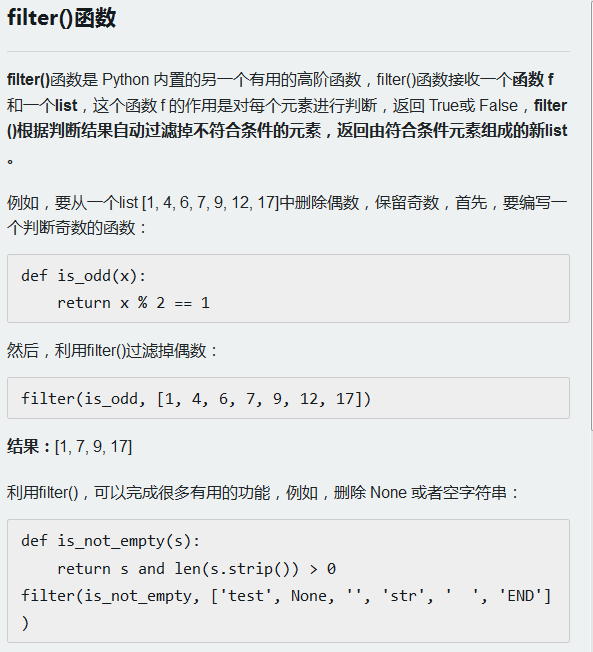 filter()函数
filter()函数是 Python 内置的另一个有用的高阶函数，filter()函数接收一个函数 f
和一个list，这个函数 f 的作用是对每个元素进行判断，返回 True或 False，filter
()根据判断结果自动过滤掉不符合条件的元素，返回由符合条件元素组成的新list
。
例如，要从一个list [1, 4, 6, 7, 9, 12, 17]中删除偶数，保留奇数，首先，要编写一
个判断奇数的函数：
def is_odd(x):
    return x % 2 == 1
然后，利用filter()过滤掉偶数：
filter(is_odd, [1, 4, 6, 7, 9, 12, 17])
结果：[1, 7, 9, 17]
利用filter()，可以完成很多有用的功能，例如，删除 None 或者空字符串：
def is_not_empty(s):
    return s and len(s.strip()) > 0
filter(is_not_empty, ['test', None, '', 'str', '  ', 'END']
)